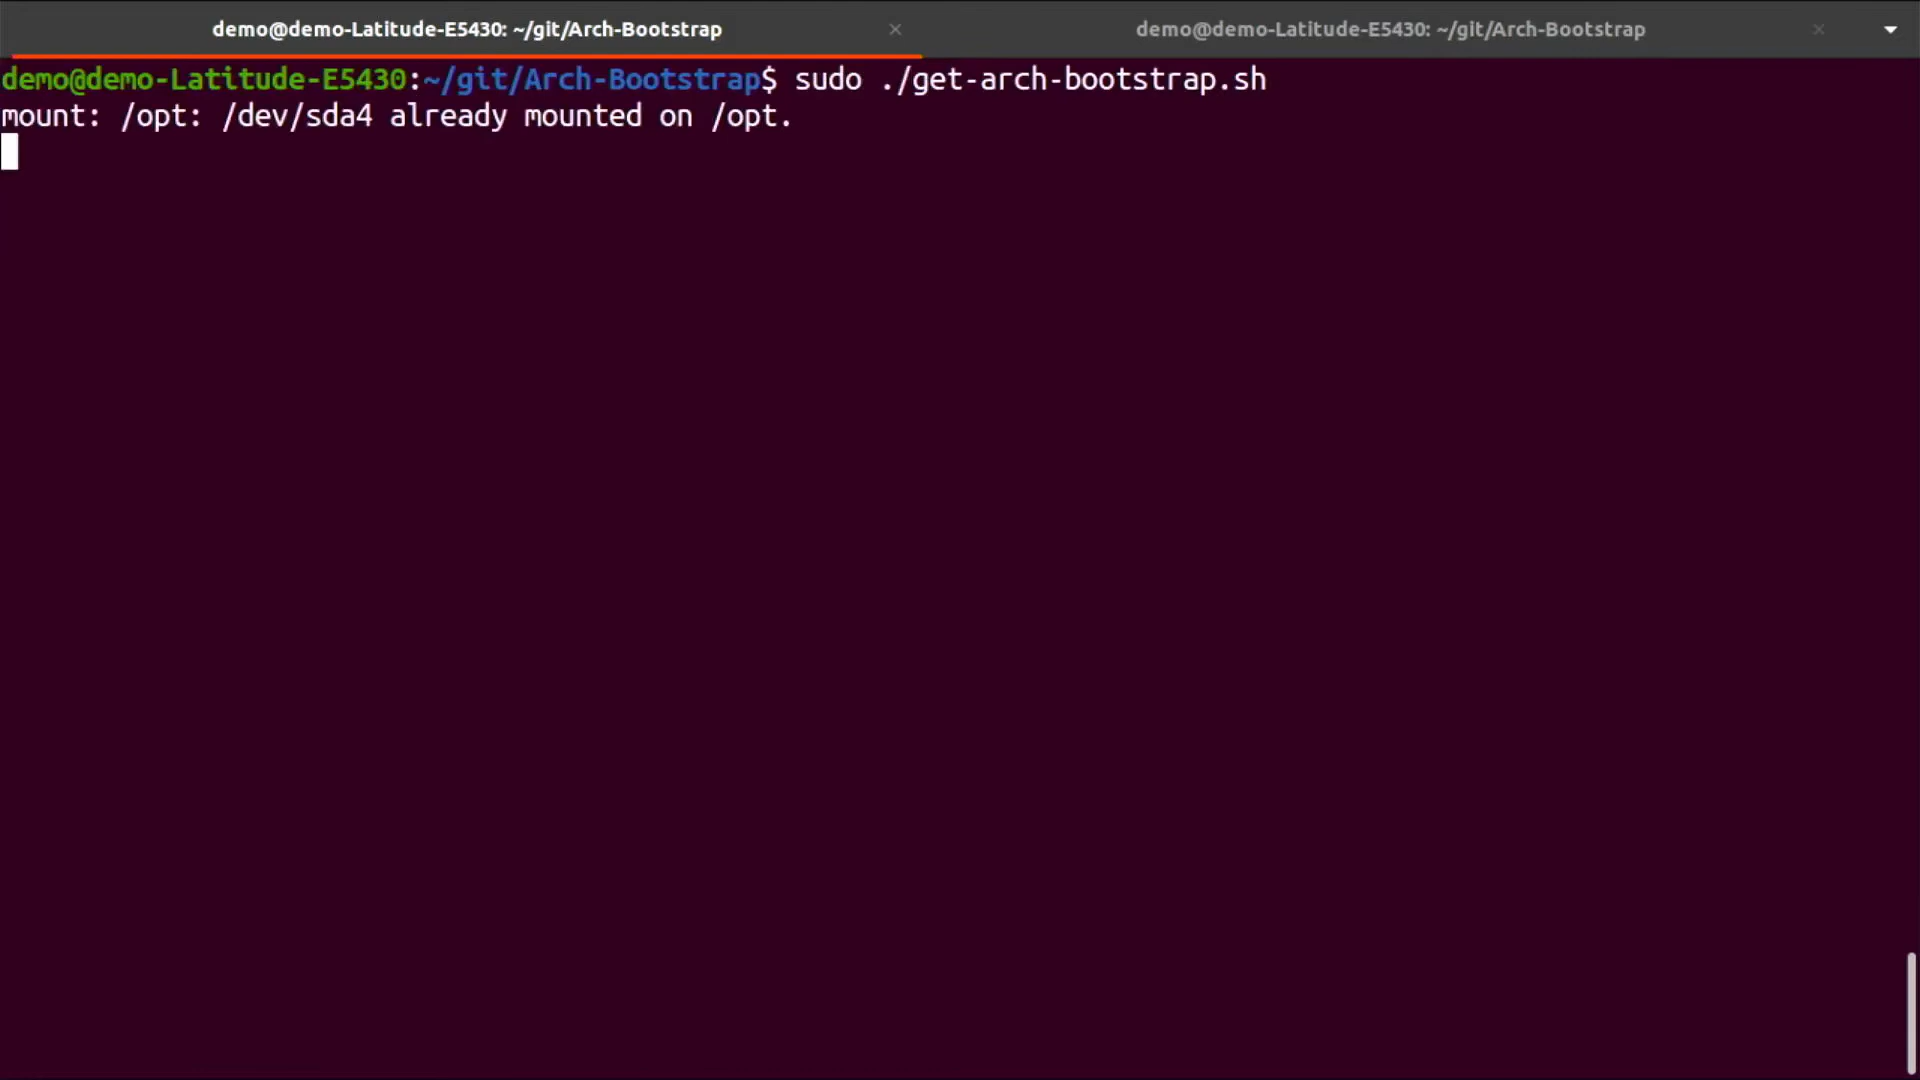 demo@demo-Latitude-E5430: ~/git/Arch-Bootstrap × demo@demo-Latitude-E5430: ~/git/Arch-Bootstrap ×
demo@demo-Latitude-E5430:~/git/Arch-Bootstrap$ sudo ./get-arch-bootstrap.sh
mount: /opt: /dev/sda4 already mounted on /opt.